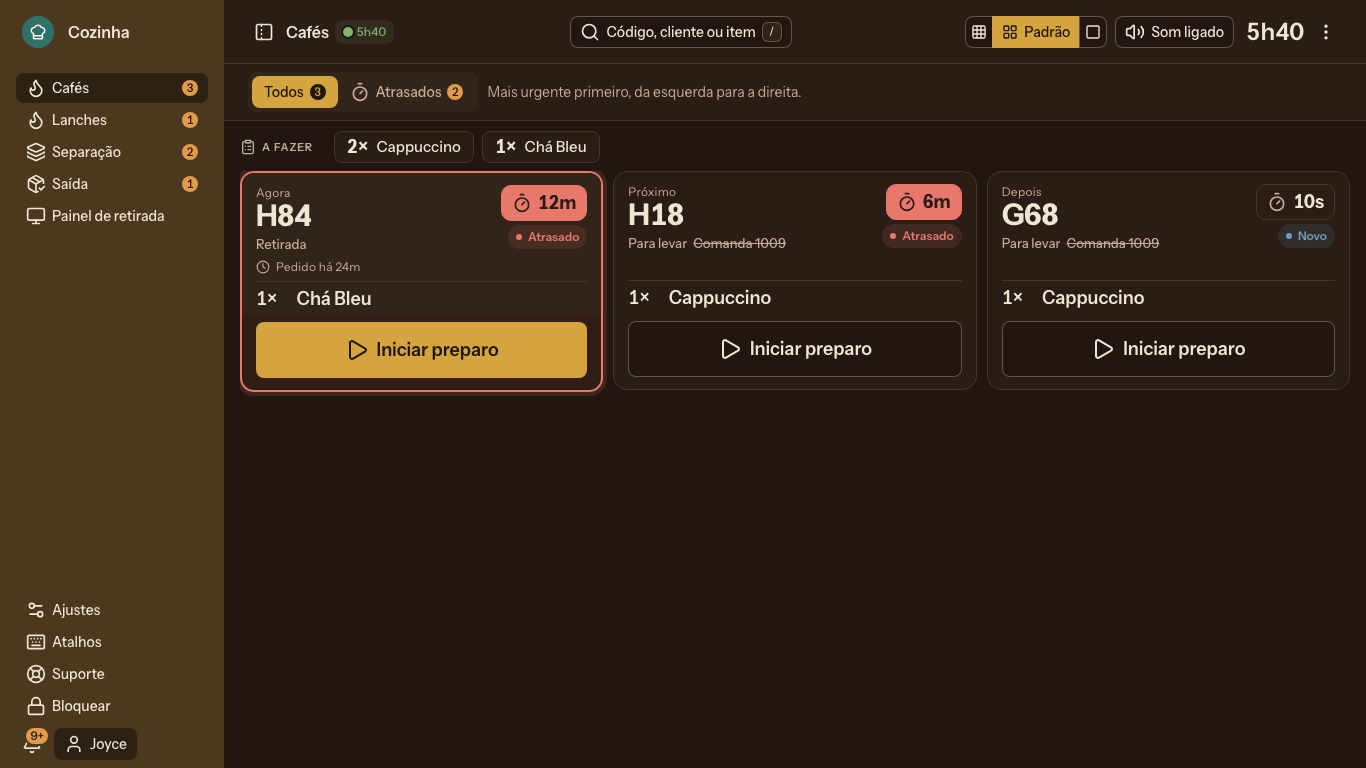 Cozinha
Cafés 3
Lanches 1
Separação 2
Saída 1
Painel de retirada
Ajustes
Atalhos
Suporte
Bloquear
9+
Joyce
Cafés 5h40
Código, cliente ou item /
Padrão
Som ligado
5h40
Todos 3
Atrasados 2
Mais urgente primeiro, da esquerda para a direita.
A FAZER
2× Cappuccino
1× Chá Bleu
Agora
H84
12m
Atrasado
Retirada
Pedido há 24m
1× Chá Bleu
Iniciar preparo
Próximo
H18
6m
Atrasado
Para levar Comanda 1009
1× Cappuccino
Iniciar preparo
Depois
G68
10s
Novo
Para levar Comanda 1009
1× Cappuccino
Iniciar preparo